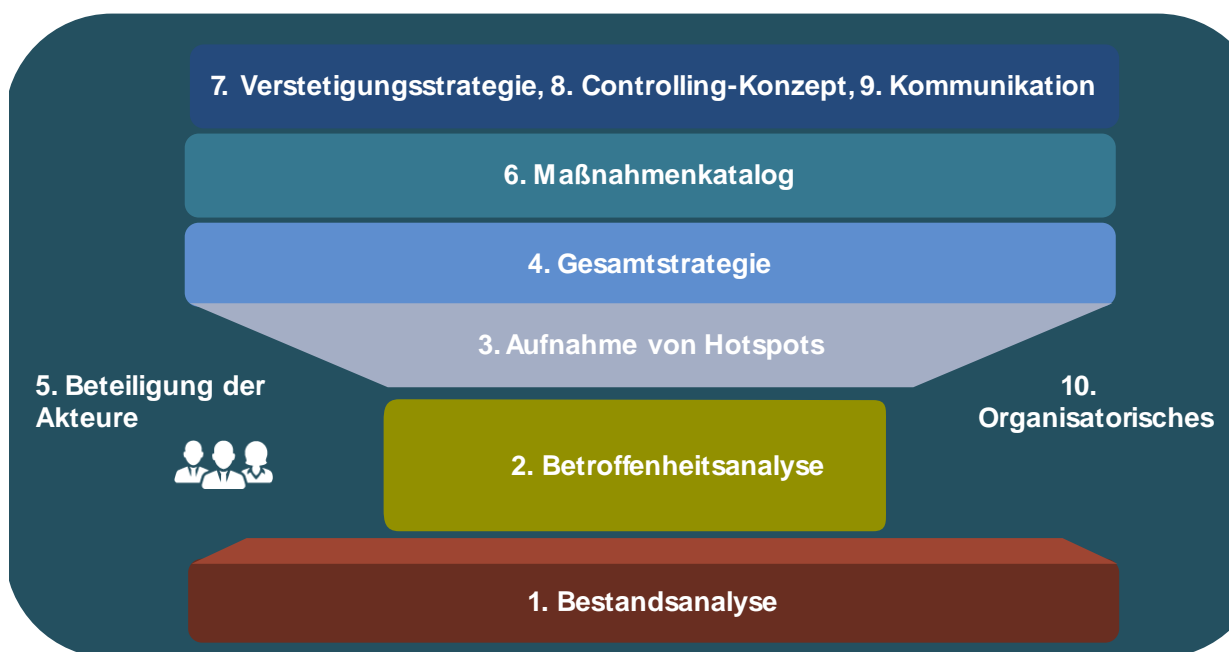 7. Verstetigungsstrategie, 8. Controlling-Konzept, 9. Kommunikation
6. Maßnahmenkatalog
4. Gesamtstrategie
3. Aufnahme von Hotspots
5. Beteiligung der
Akteure
10.
Organisatorisches
2. Betroffenheitsanalyse
1. Bestandsanalyse